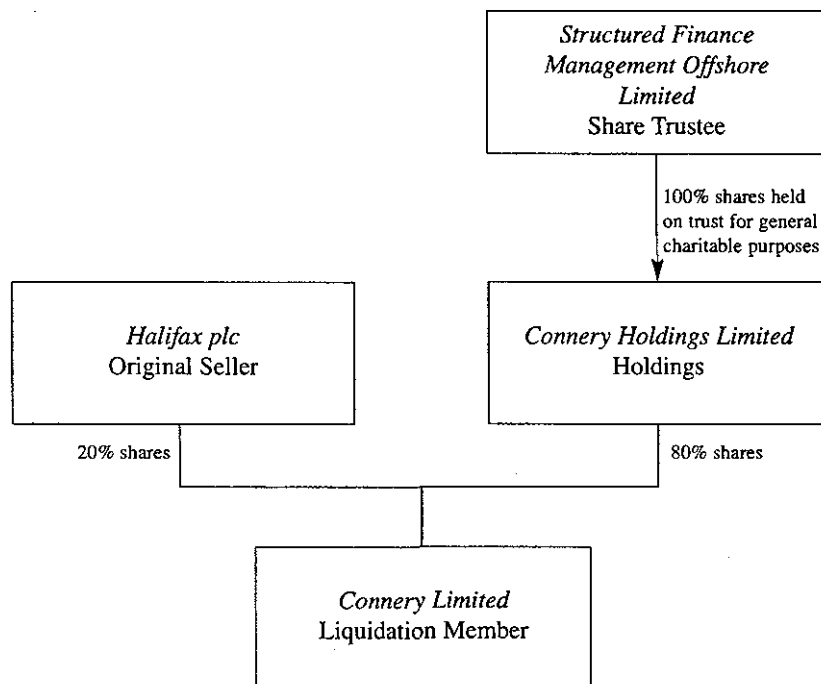 Structured Finance
Management Offshore
Limited
Share Trustee
100% shares held
on trust for general
charitable purposes
Halifax plc
Original Seller
Connery Holdings Limited
Holdings
20% shares
80% shares
Connery Limited
Liquidation Member